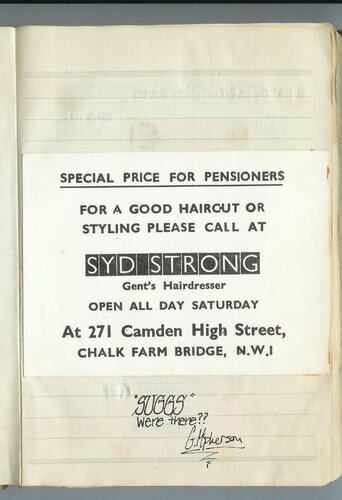 SPECIAL PRICE FOR PENSIONERS
FOR A GOOD HAIRCUT OR
STYLING PLEASE CALL AT
SYD STRONG
Gent's Hairdresser
OPEN ALL DAY SATURDAY
At 271 Camden High Street,
CHALK FARM BRIDGE, N.W.1
"SUGGS"
were there??
G. McPherson
?